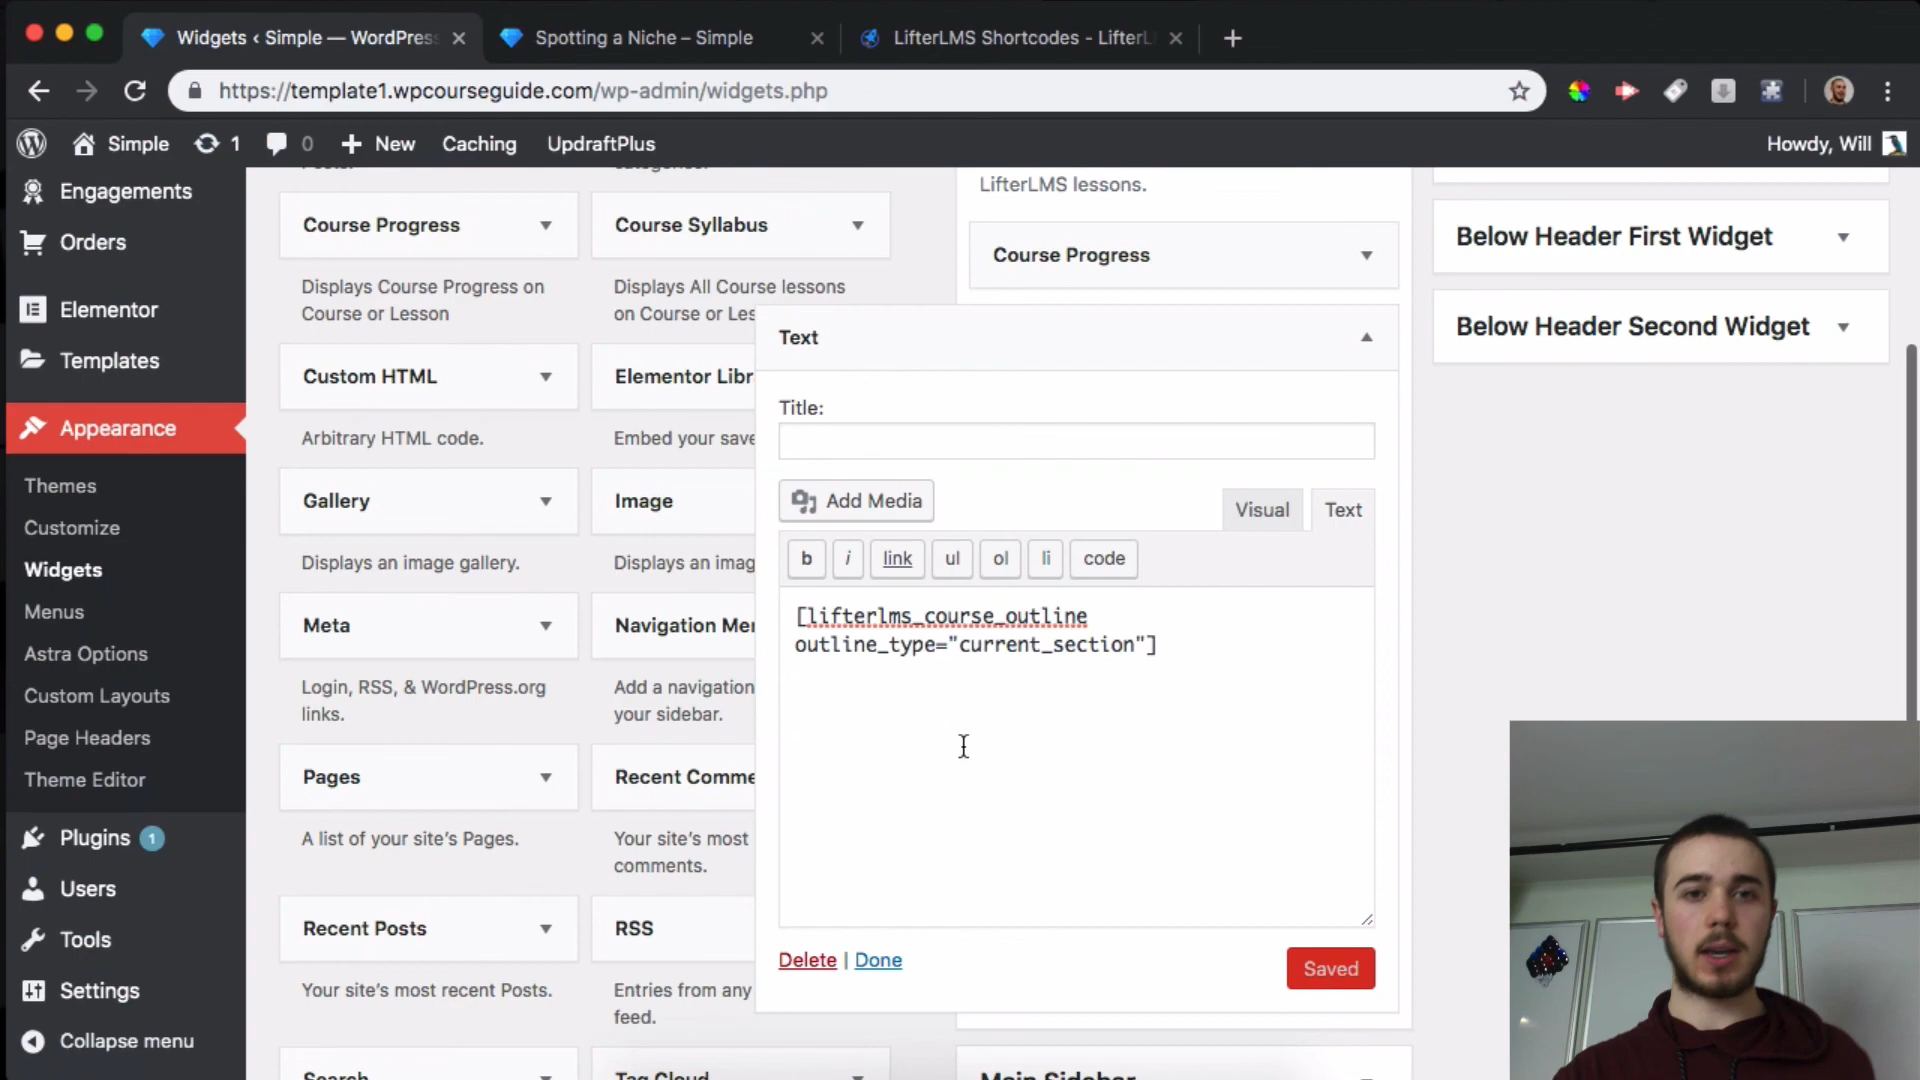 Widgets ‹ Simple — WordPress
Spotting a Niche – Simple
LifterLMS Shortcodes - LifterL
https://template1.wpcourseguide.com/wp-admin/widgets.php
Simple
1
0
New
Caching
UpdraftPlus
Howdy, Will
Engagements
Orders
Elementor
Templates
Appearance
Themes
Customize
Widgets
Menus
Astra Options
Custom Layouts
Page Headers
Theme Editor
Plugins 1
Users
Tools
Settings
Collapse menu
Course Progress
Displays Course Progress on
Course or Lesson
Custom HTML
Arbitrary HTML code.
Gallery
Displays an image gallery.
Meta
Login, RSS, & WordPress.org
links.
Pages
A list of your site's Pages.
Recent Posts
Your site's most recent Posts.
Search
Course Syllabus
Displays All Course lessons
on Course or Les
Elementor Libr
Embed your save
Image
Displays an imag
Navigation Me
Add a navigation
your sidebar.
Recent Comme
Your site's most
comments.
RSS
Entries from any
feed.
Tag Cloud
LifterLMS lessons.
Course Progress
Text
Title:
Add Media
Visual
Text
b
i
link
ul
ol
li
code
[lifterlms_course_outline
outline_type="current_section"]
Delete | Done
Saved
Main Sidebar
Below Header First Widget
Below Header Second Widget